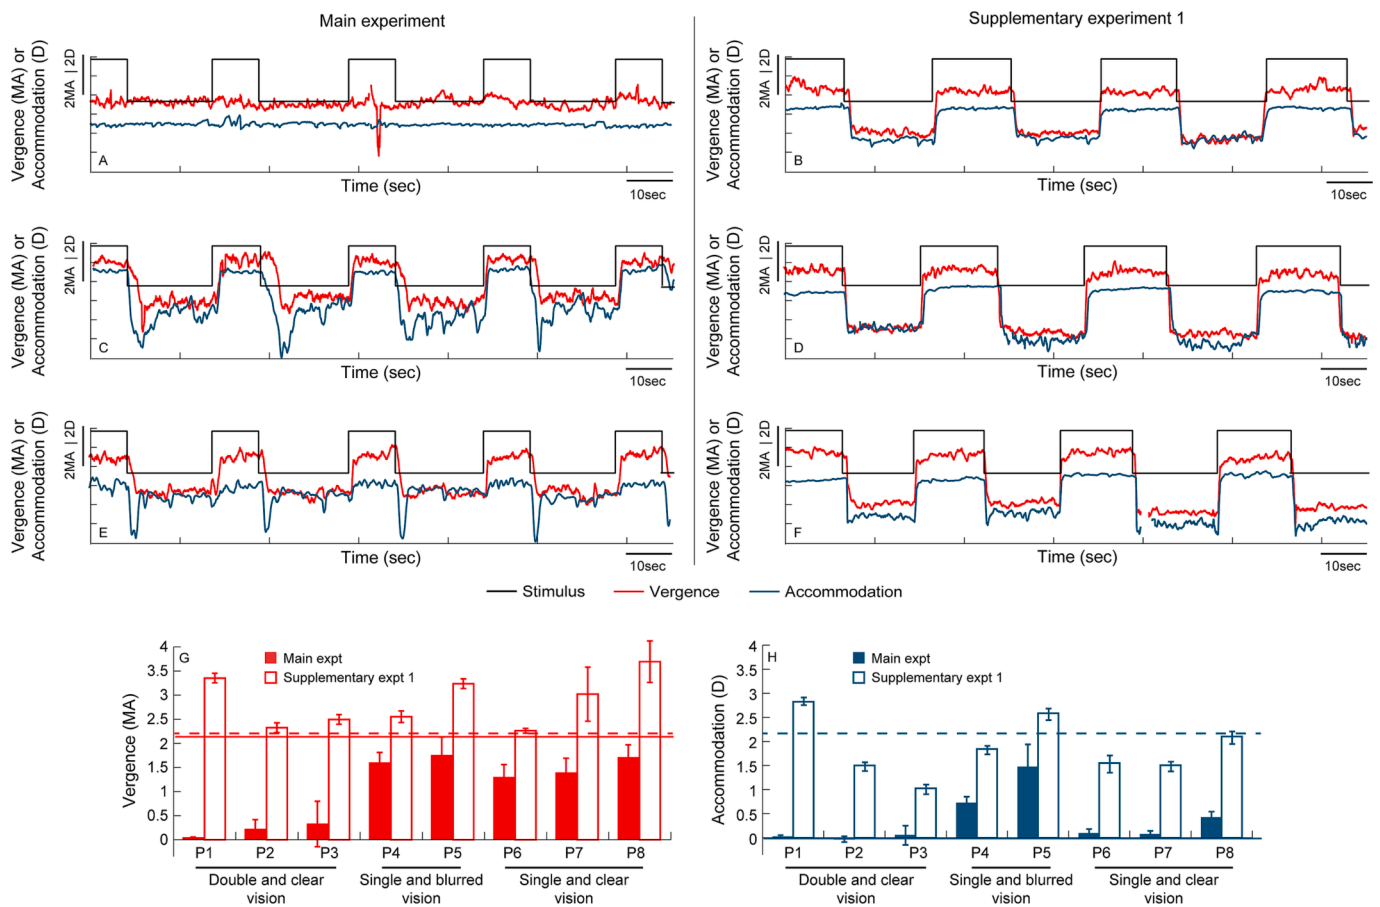 Main experiment
Supplementary experiment 1
Vergence (MA) or
Accommodation (D)
2MA | 2D
A
Time (sec)
10sec
Vergence (MA) or
Accommodation (D)
2MA | 2D
B
Time (sec)
10sec
Vergence (MA) or
Accommodation (D)
2MA | 2D
C
Time (sec)
10sec
Vergence (MA) or
Accommodation (D)
2MA | 2D
D
Time (sec)
10sec
Vergence (MA) or
Accommodation (D)
2MA | 2D
E
Time (sec)
10sec
Vergence (MA) or
Accommodation (D)
2MA | 2D
F
Time (sec)
10sec
Stimulus Vergence Accommodation
G
Main expt
Supplementary expt 1
Vergence (MA)
4
3.5
3
2.5
2
1.5
1
0.5
0
P1 P2 P3 P4 P5 P6 P7 P8
Double and clear
vision
Single and blurred
vision
Single and clear
vision
H
Main expt
Supplementary expt 1
Accommodation (D)
4
3.5
3
2.5
2
1.5
1
0.5
0
P1 P2 P3 P4 P5 P6 P7 P8
Double and clear
vision
Single and blurred
vision
Single and clear
vision